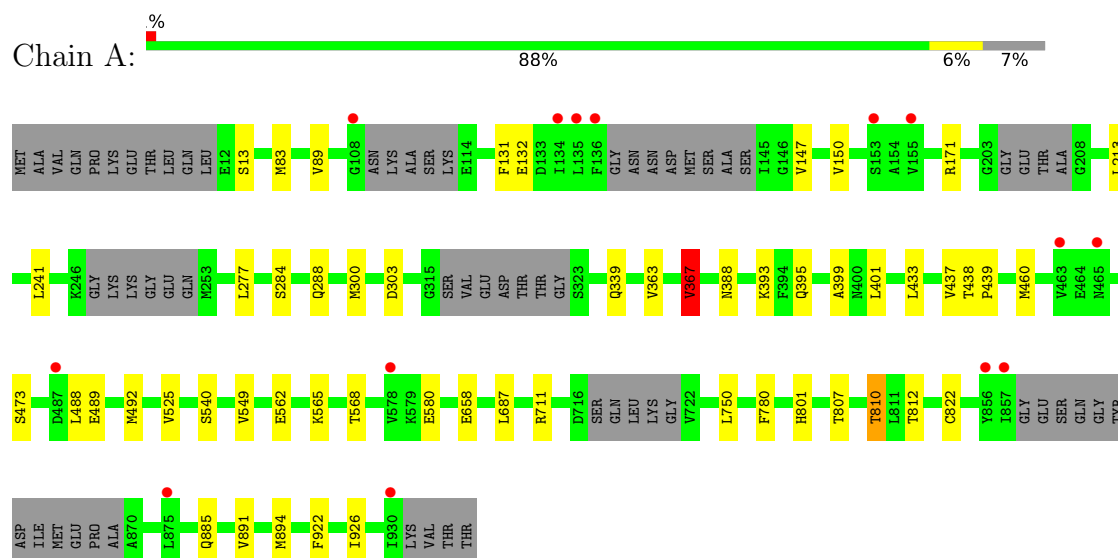 .%
Chain A:
88% 6% 7%
MET ALA VAL GLN PRO LYS GLU THR LEU GLN LEU E12 S13 M83 V89 G108 ASN LYS ALA SER LYS E114 F131 E132 D133 I134 L135 F136 GLY ASN ASN ASP MET SER ALA SER I145 G146 V147 V150 S153 A154 V155 R171 G203 GLY GLU THR ALA G208 L213
L241 K246 GLY LYS LYS GLY GLU GLN M253 L277 S284 Q288 M300 D303 G315 SER VAL GLU ASP THR THR GLY S323 Q339 V363 V367 N388 K393 F394 Q395 A399 N400 L401 L433 V437 T438 P439 M460 V463 E464 N465
S473 D487 L488 E489 M492 V525 S540 V549 E562 K565 T568 V578 K579 E580 E658 L687 R711 D716 SER GLN LEU LYS GLY V722 L750 F780 H801 T807 T810 L811 T812 C822 Y856 I857 GLY GLU SER GLN GLY TYR
ASP ILE MET GLU PRO ALA A870 L875 Q885 V891 M894 F922 I926 I930 LYS VAL THR THR